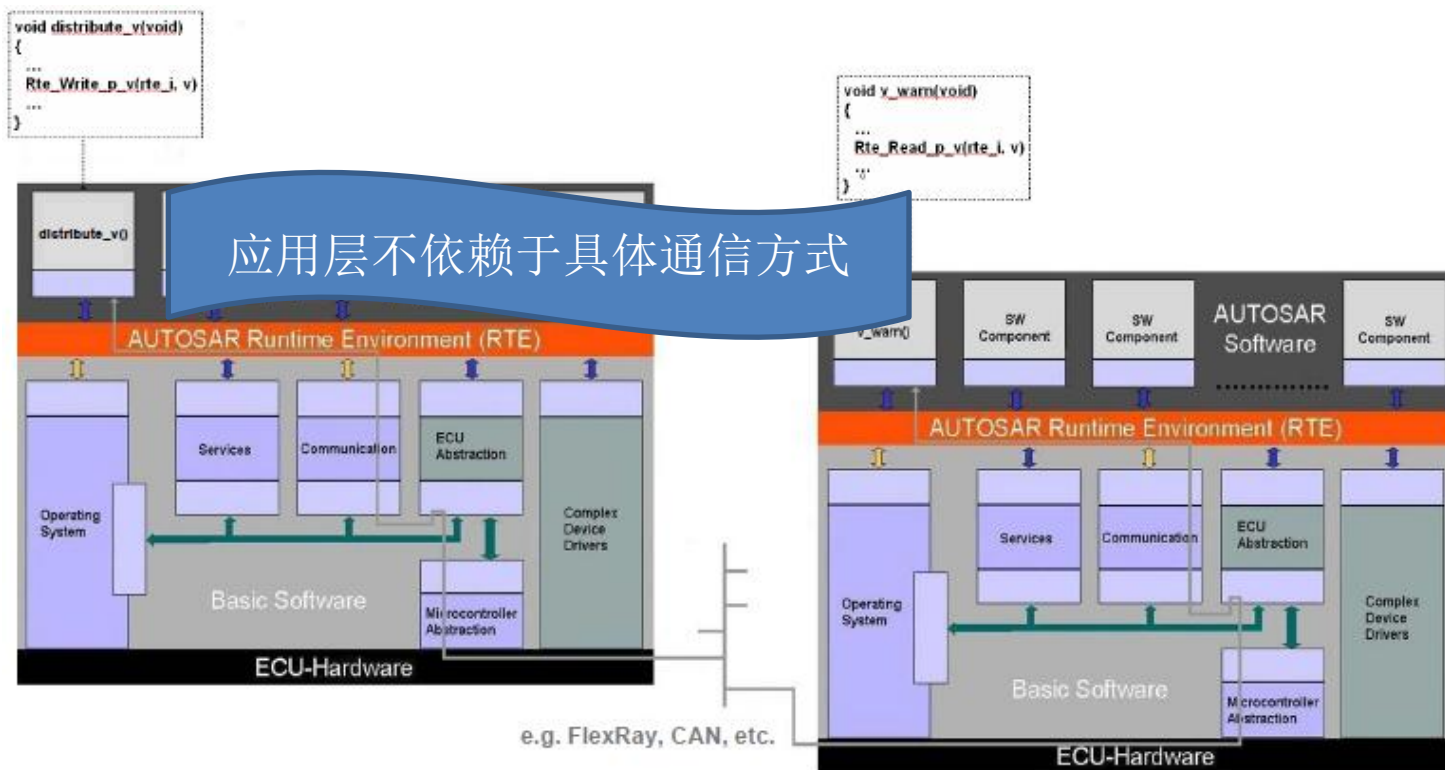 void distribute_v(void)
{
...
Rte_Write_p_v(rte_i, v)
...
}
void v_warn(void)
{
...
Rte_Read_p_v(rte_i, v)
...
}
应用层不依赖于具体通信方式
distribute_v()
AUTOSAR Runtime Environment (RTE)
Operating
System
Services
Communication
ECU
Abstraction
Complex
Device
Drivers
Basic Software
Microcontroller
Abstraction
ECU-Hardware
e.g. FlexRay, CAN, etc.
v_warn()
SW
Component
SW
Component
AUTOSAR
Software
SW
Component
AUTOSAR Runtime Environment (RTE)
Operating
System
Services
Communication
ECU
Abstraction
Complex
Device
Drivers
Basic Software
Microcontroller
Abstraction
ECU-Hardware